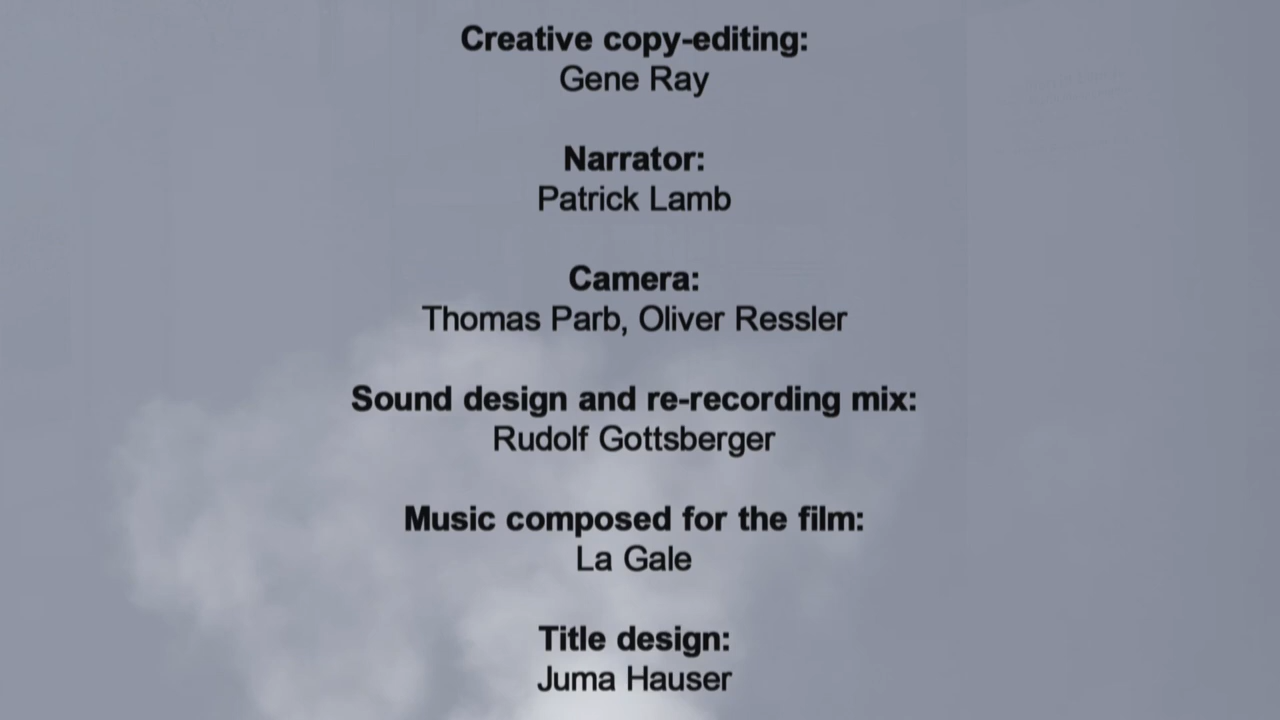 Creative copy-editing:
Gene Ray
Narrator:
Patrick Lamb
Camera:
Thomas Parb, Oliver Ressler
Sound design and re-recording mix:
Rudolf Gottsberger
Music composed for the film:
La Gale
Title design:
Juma Hauser